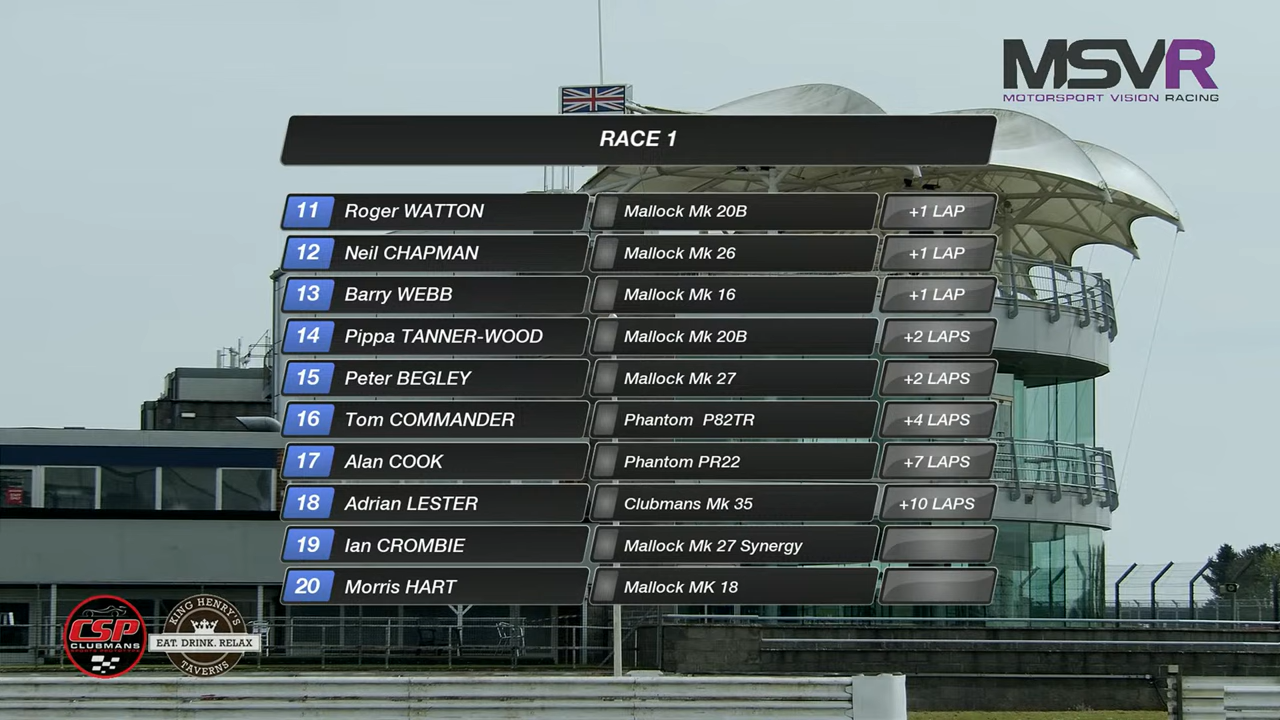 MSVR
MOTORSPORT VISION RACING
RACE 1
11 Roger WATTON Mallock Mk 20B +1 LAP
12 Neil CHAPMAN Mallock Mk 26 +1 LAP
13 Barry WEBB Mallock Mk 16 +1 LAP
14 Pippa TANNER-WOOD Mallock Mk 20B +2 LAPS
15 Peter BEGLEY Mallock Mk 27 +2 LAPS
16 Tom COMMANDER Phantom P82TR +4 LAPS
17 Alan COOK Phantom PR22 +7 LAPS
18 Adrian LESTER Clubmans Mk 35 +10 LAPS
19 Ian CROMBIE Mallock Mk 27 Synergy
20 Morris HART Mallock MK 18
CSP
CLUBMANS
SPORTS PROTOTYPE
KING HENRY'S
EAT. DRINK. RELAX
TAVERNS